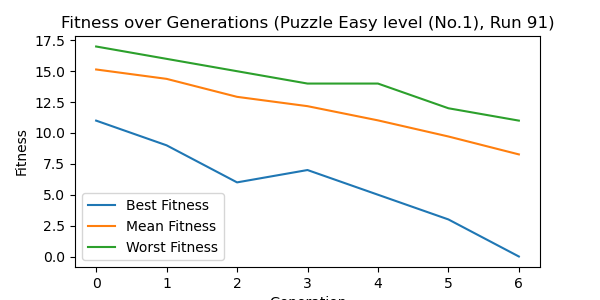 Fitness over Generations (Puzzle Easy level (No.1), Run 91)
17.5
15.0
12.5
10.0
7.5
5.0
2.5
0.0
Fitness
Best Fitness
Mean Fitness
Worst Fitness
0 1 2 3 4 5 6
Generation